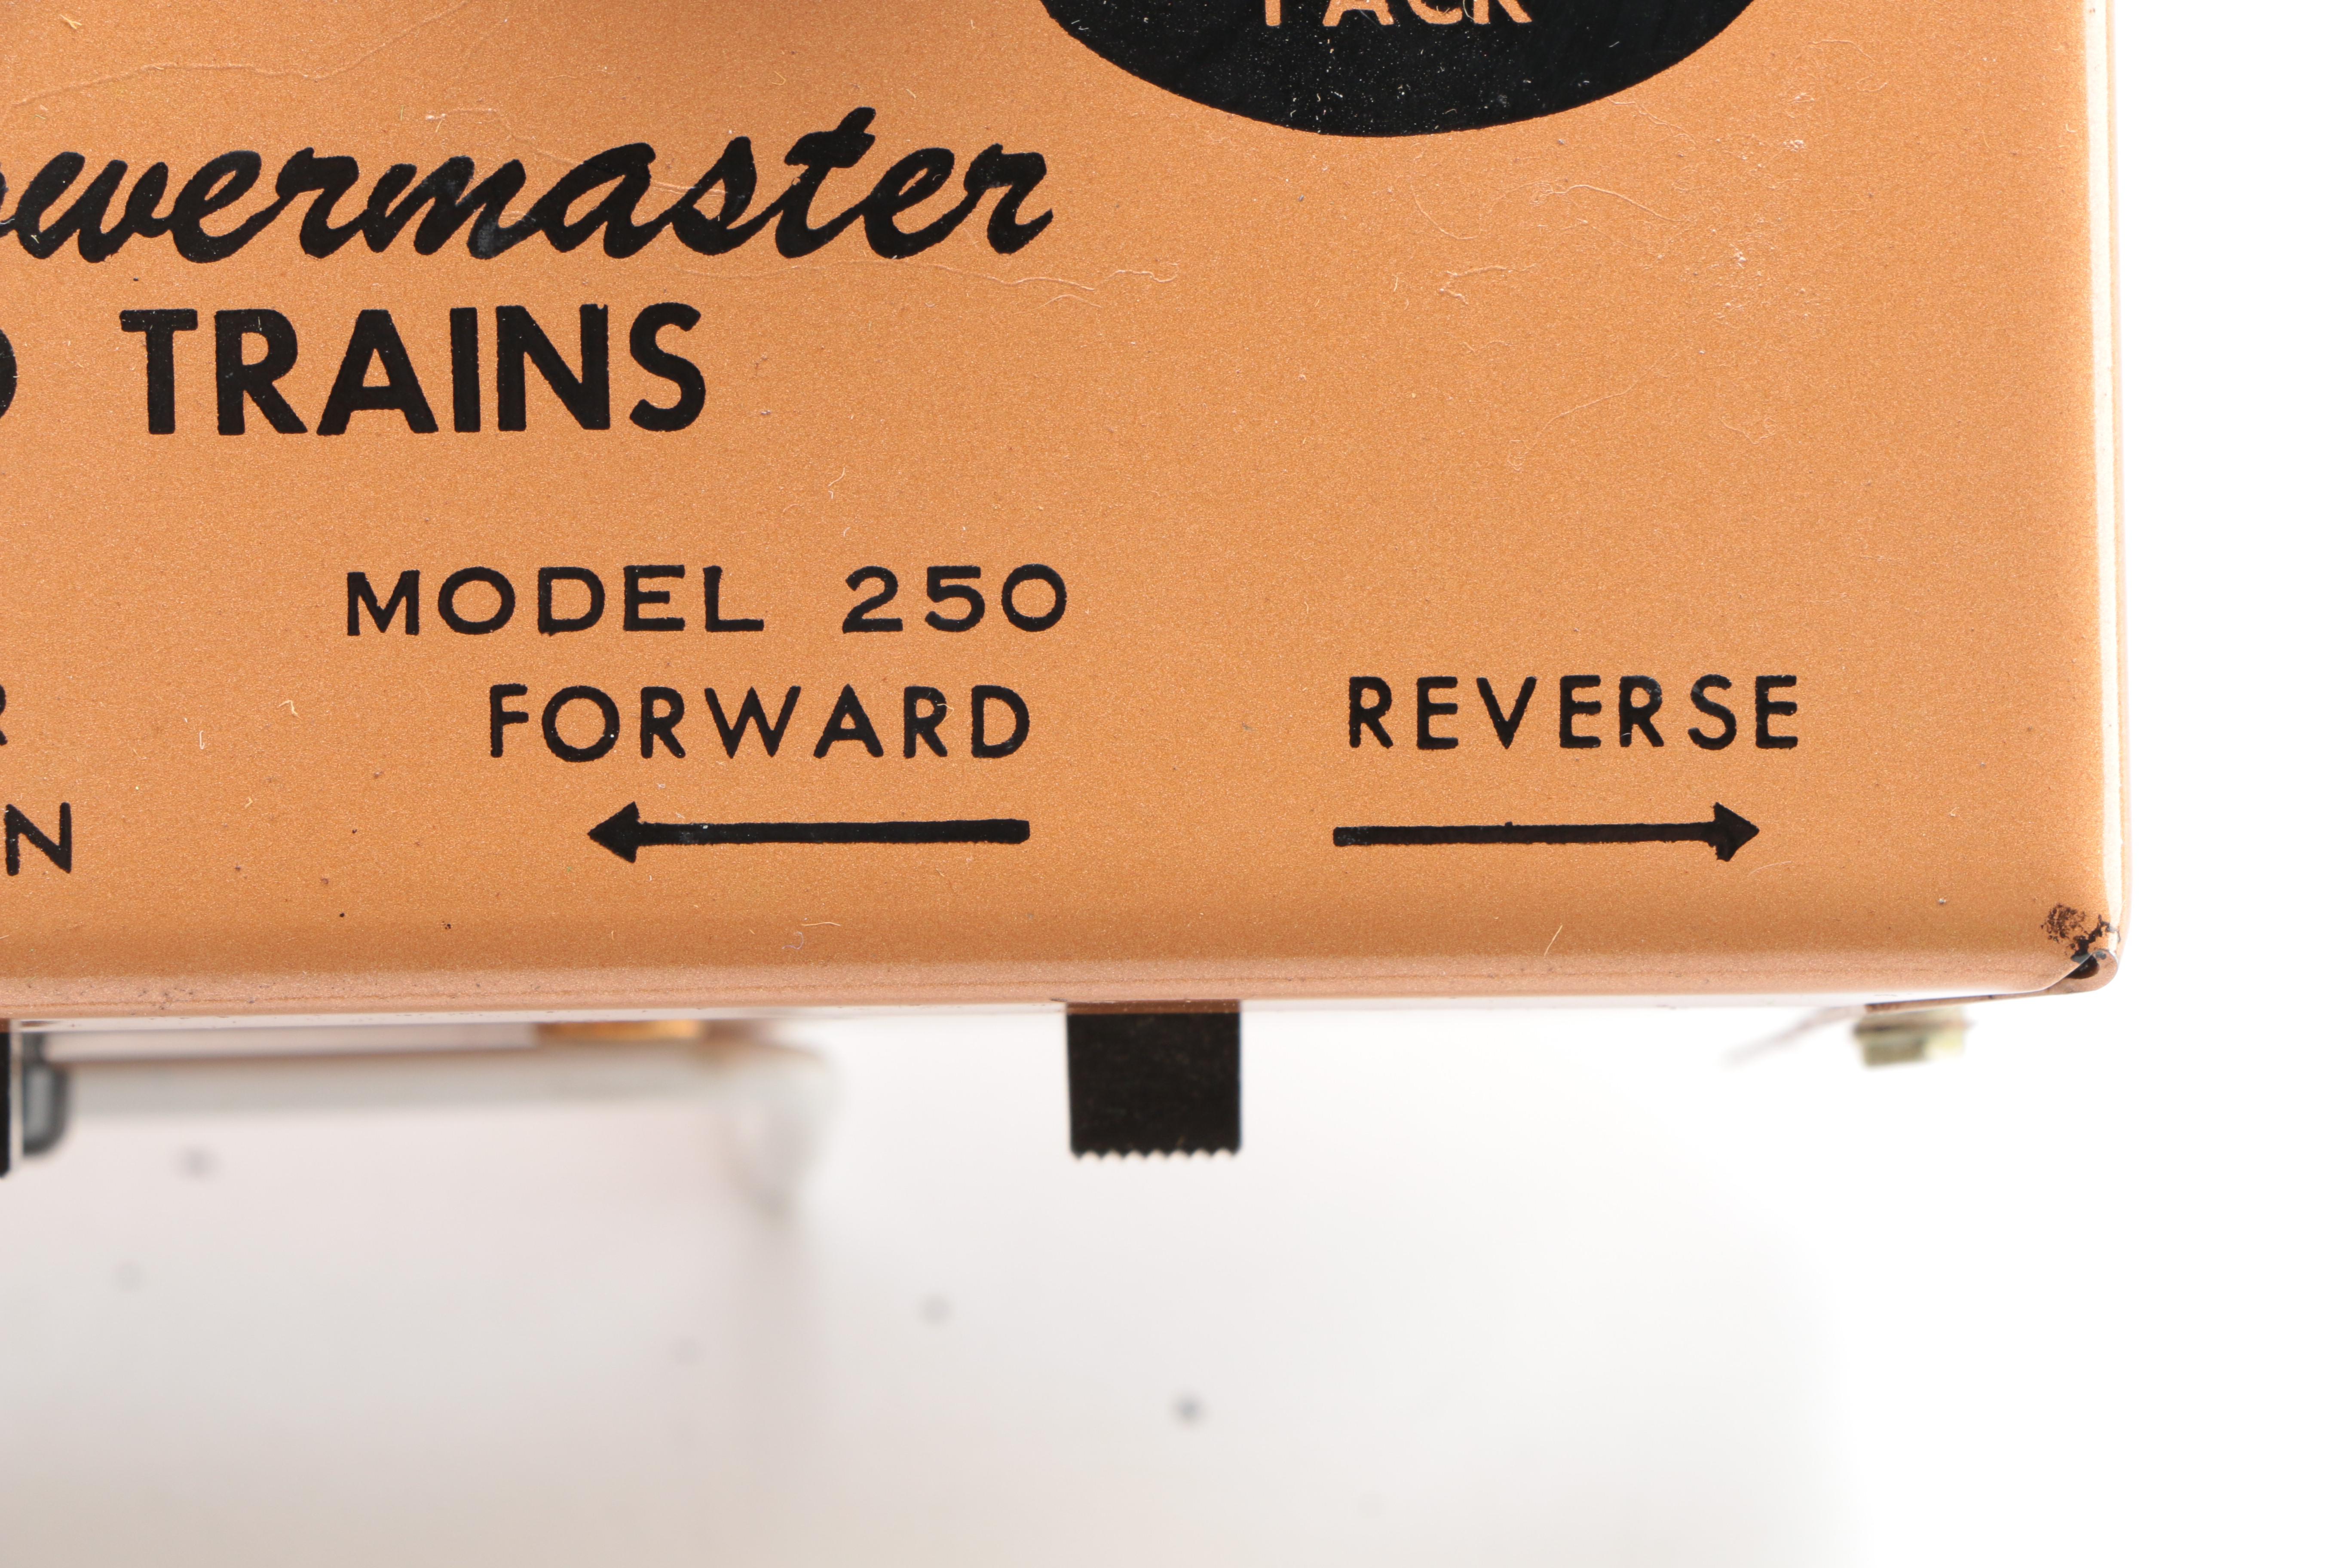 PACK
owermaster
O TRAINS
MODEL 250
R FORWARD REVERSE
N